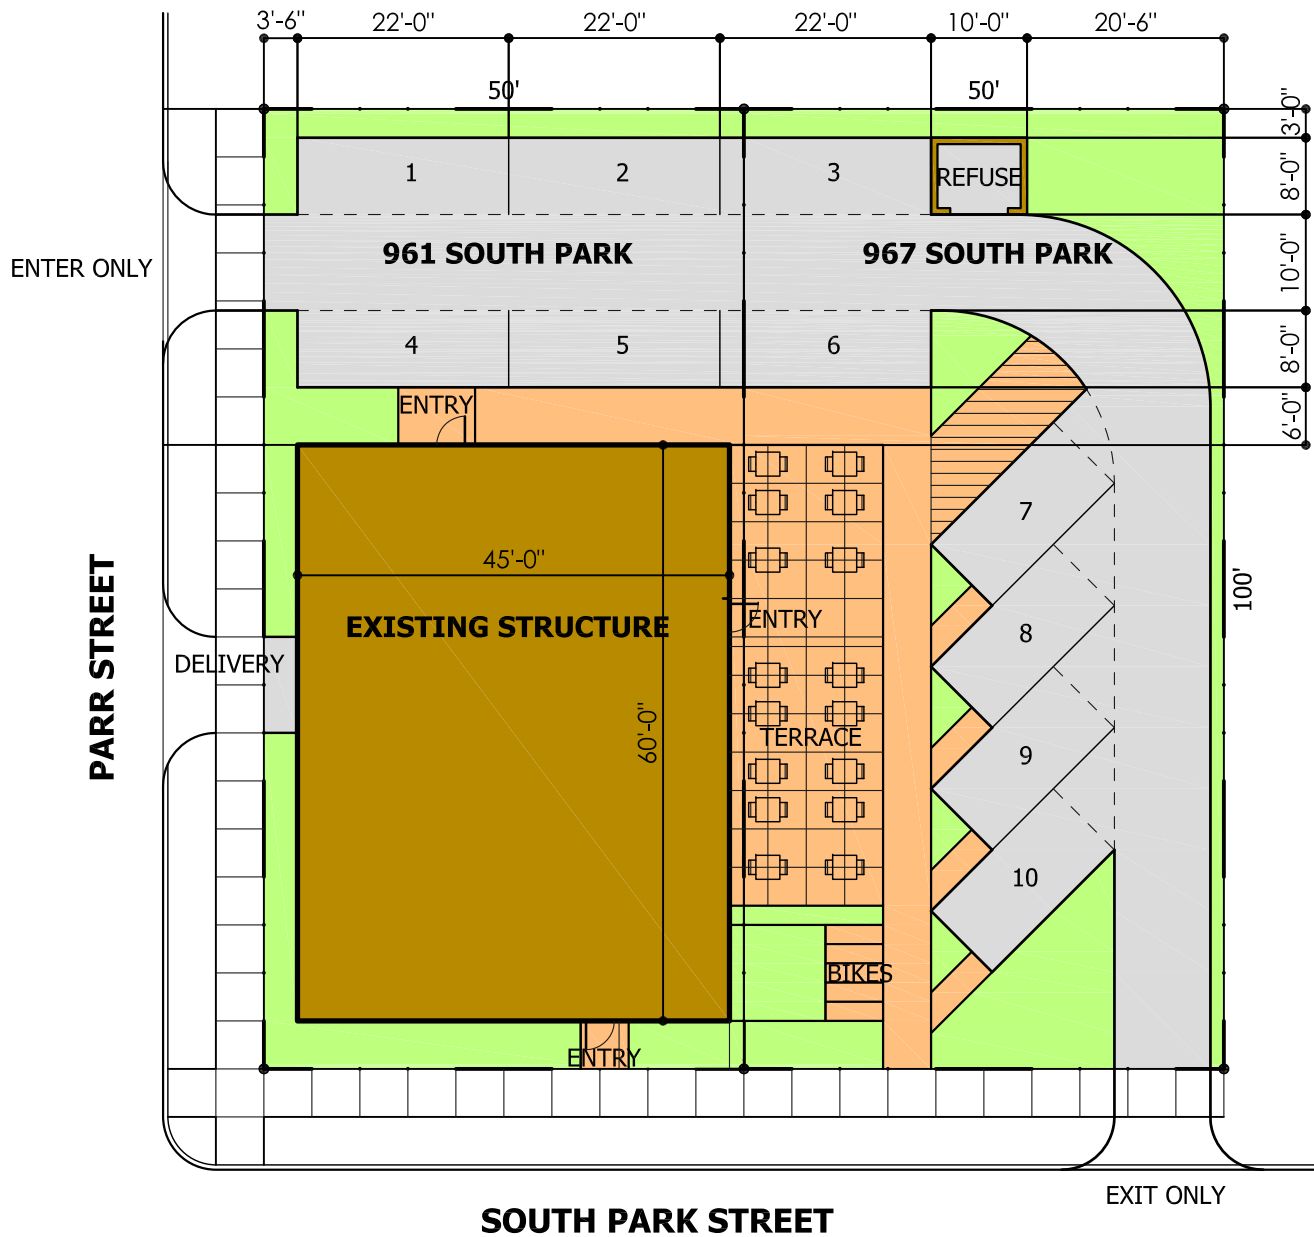 3'-6" 22'-0" 22'-0" 22'-0" 10'-0" 20'-6"
50' 50'
3'-0"
1 2 3 REFUSE
8'-0"
961 SOUTH PARK 967 SOUTH PARK
ENTER ONLY
10'-0"
4 5 6
8'-0"
ENTRY
6'-0"
7
45'-0"
EXISTING STRUCTURE
ENTRY
8
100'
PARR STREET
DELIVERY
60'-0"
TERRACE
9
10
BIKES
ENTRY
EXIT ONLY
SOUTH PARK STREET